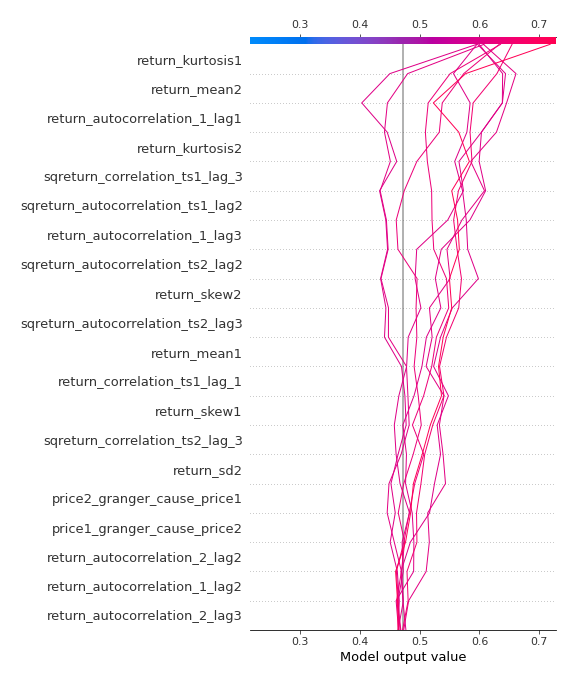 0.3 0.4 0.5 0.6 0.7
return_kurtosis1
return_mean2
return_autocorrelation_1_lag1
return_kurtosis2
sqreturn_correlation_ts1_lag_3
sqreturn_autocorrelation_ts1_lag2
return_autocorrelation_1_lag3
sqreturn_autocorrelation_ts2_lag2
return_skew2
sqreturn_autocorrelation_ts2_lag3
return_mean1
return_correlation_ts1_lag_1
return_skew1
sqreturn_correlation_ts2_lag_3
return_sd2
price2_granger_cause_price1
price1_granger_cause_price2
return_autocorrelation_2_lag2
return_autocorrelation_1_lag2
return_autocorrelation_2_lag3
0.3 0.4 0.5 0.6 0.7
Model output value